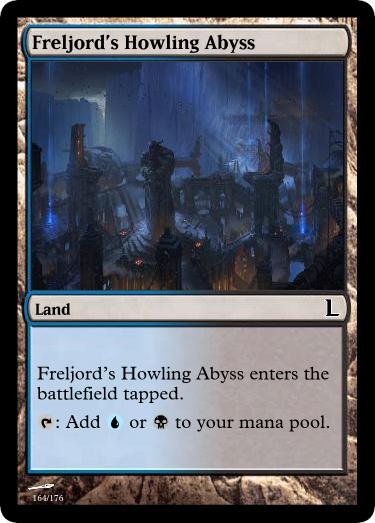 Freljord's Howling Abyss
Land
L
Freljord's Howling Abyss enters the
battlefield tapped.
: Add or to your mana pool.
164/176